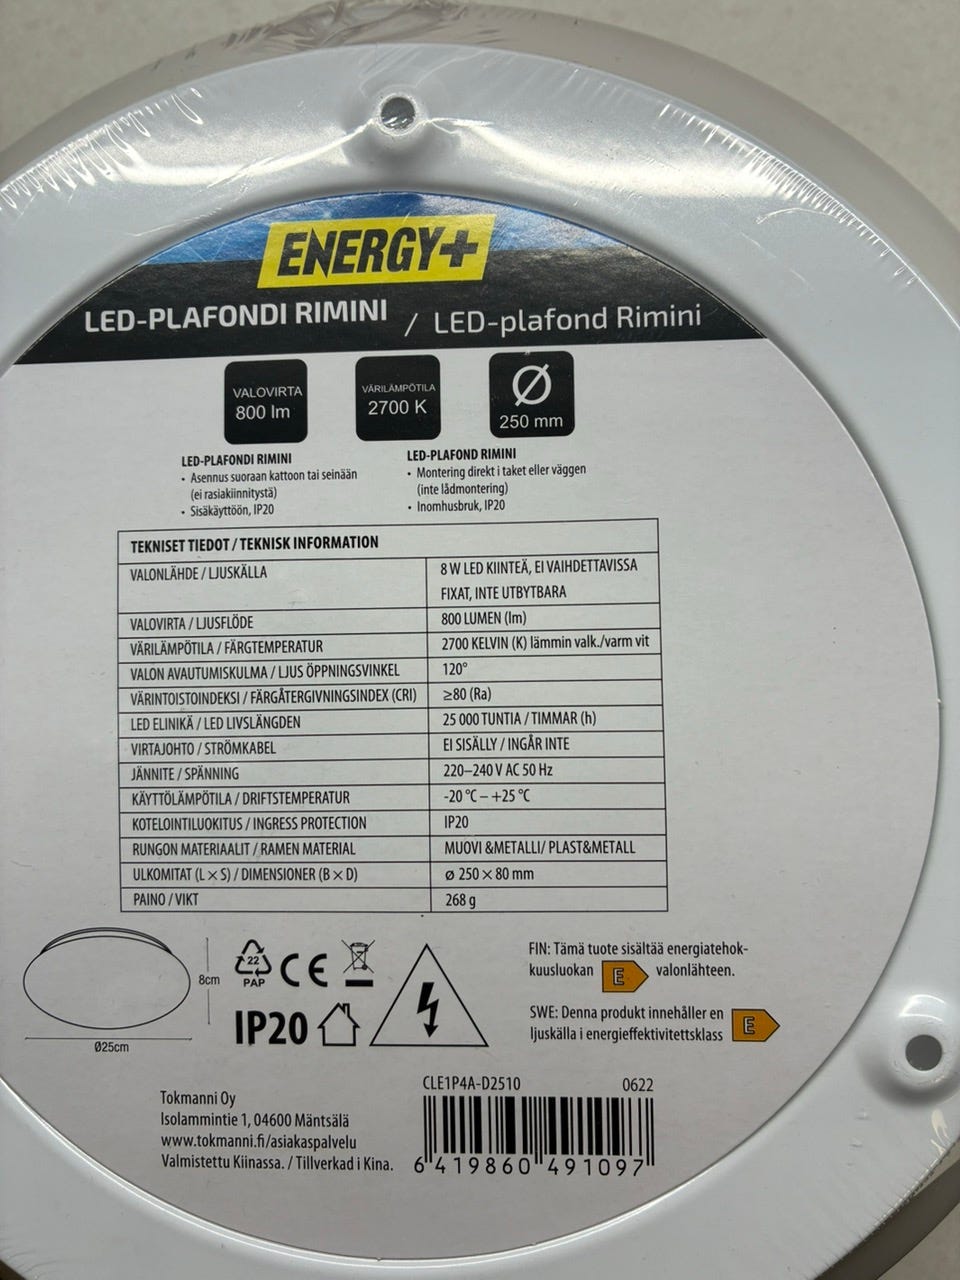 ENERGY+
LED-PLAFONDI RIMINI / LED-plafond Rimini
VALOVIRTA
800 lm
VÄRILÄMPÖTILA
2700 K
Ø
250 mm
LED-PLAFONDI RIMINI
• Asennus suoraan kattoon tai seinään
(ei rasiakiinnitystä)
• Sisäkäyttöön, IP20
LED-PLAFOND RIMINI
• Montering direkt i taket eller väggen
(inte lådmontering)
• Inomhusbruk, IP20
TEKNISET TIEDOT / TEKNISK INFORMATION
VALONLÄHDE / LJUSKÄLLA 8 W LED KIINTEÄ, EI VAIHDETTAVISSA
FIXAT, INTE UTBYTBARA
VALOVIRTA / LJUSFLÖDE 800 LUMEN (lm)
VÄRILÄMPÖTILA / FÄRGTEMPERATUR 2700 KELVIN (K) lämmin valk./varm vit
VALON AVAUTUMISKULMA / LJUS ÖPPNINGSVINKEL 120°
VÄRINTOISTOINDEKSI / FÄRGÅTERGIVNINGSINDEX (CRI) ≥80 (Ra)
LED ELINIKÄ / LED LIVSLÄNGDEN 25 000 TUNTIA / TIMMAR (h)
VIRTAJOHTO / STRÖMKABEL EI SISÄLLY / INGÅR INTE
JÄNNITE / SPÄNNING 220–240 V AC 50 Hz
KÄYTTÖLÄMPÖTILA / DRIFTSTEMPERATUR -20 °C – +25 °C
KOTELOINTILUOKITUS / INGRESS PROTECTION IP20
RUNGON MATERIAALIT / RAMEN MATERIAL MUOVI &METALLI/ PLAST&METALL
ULKOMITAT (L × S) / DIMENSIONER (B × D) ø 250 × 80 mm
PAINO / VIKT 268 g
8cm
Ø25cm
22
PAP
CE
IP20
FIN: Tämä tuote sisältää energiatehok-
kuusluokan E valonlähteen.
SWE: Denna produkt innehåller en
ljuskälla i energieffektivitetsklass E
Tokmanni Oy
Isolammintie 1, 04600 Mäntsälä
www.tokmanni.fi/asiakaspalvelu
Valmistettu Kiinassa. / Tillverkad i Kina.
CLE1P4A-D2510 0622
6 419860 491097